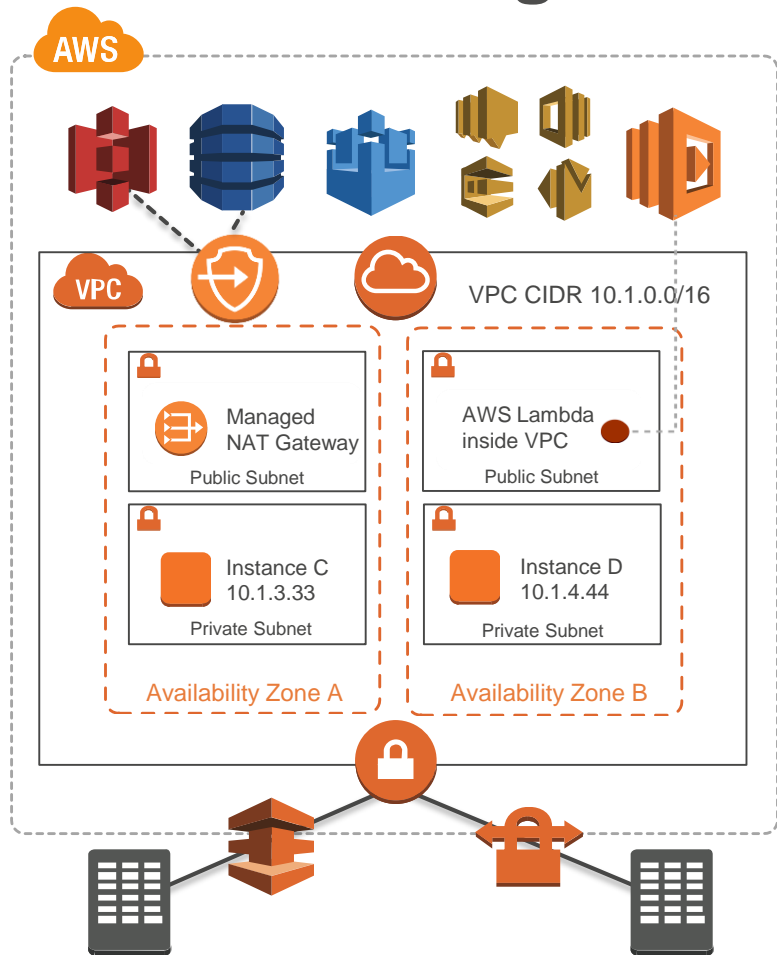 AWS
VPC
VPC CIDR 10.1.0.0/16
Managed
NAT Gateway
Public Subnet
AWS Lambda
inside VPC
Public Subnet
Instance C
10.1.3.33
Private Subnet
Instance D
10.1.4.44
Private Subnet
Availability Zone A
Availability Zone B